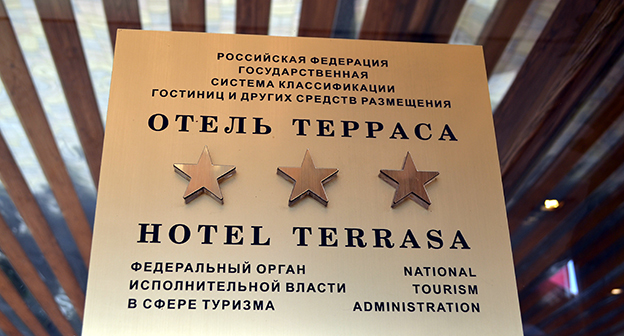 РОССИЙСКАЯ ФЕДЕРАЦИЯ
ГОСУДАРСТВЕННАЯ
СИСТЕМА КЛАССИФИКАЦИИ
ГОСТИНИЦ И ДРУГИХ СРЕДСТВ РАЗМЕЩЕНИЯ
ОТЕЛЬ ТЕРРАСА
HOTEL TERRASA
ФЕДЕРАЛЬНЫЙ ОРГАН
ИСПОЛНИТЕЛЬНОЙ ВЛАСТИ
В СФЕРЕ ТУРИЗМА
NATIONAL
TOURISM
ADMINISTRATION